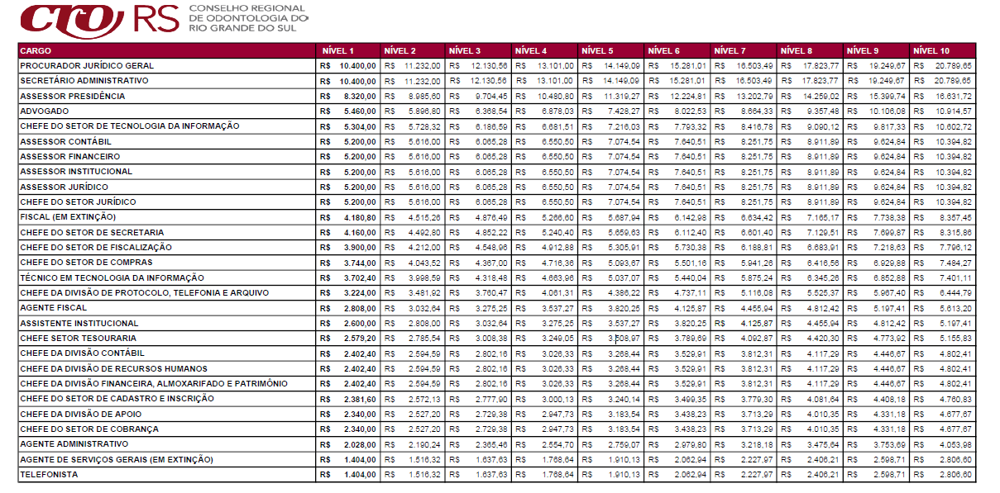 CRO RS CONSELHO REGIONAL
DE ODONTOLOGIA DO
RIO GRANDE DO SUL
CARGO NÍVEL 1 NÍVEL 2 NÍVEL 3 NÍVEL 4 NÍVEL 5 NÍVEL 6 NÍVEL 7 NÍVEL 8 NÍVEL 9 NÍVEL 10
PROCURADOR JURÍDICO GERAL R$ 10.400,00 R$ 11.232,00 R$ 12.130,56 R$ 13.101,00 R$ 14.149,09 R$ 15.281,01 R$ 16.503,49 R$ 17.823,77 R$ 19.249,67 R$ 20.789,65
SECRETÁRIO ADMINISTRATIVO R$ 10.400,00 R$ 11.232,00 R$ 12.130,56 R$ 13.101,00 R$ 14.149,09 R$ 15.281,01 R$ 16.503,49 R$ 17.823,77 R$ 19.249,67 R$ 20.789,65
ASSESSOR PRESIDÊNCIA R$ 8.320,00 R$ 8.985,60 R$ 9.704,45 R$ 10.480,80 R$ 11.319,27 R$ 12.224,81 R$ 13.202,79 R$ 14.259,02 R$ 15.399,74 R$ 16.631,72
ADVOGADO R$ 5.460,00 R$ 5.896,80 R$ 6.368,54 R$ 6.878,03 R$ 7.428,27 R$ 8.022,53 R$ 8.664,33 R$ 9.357,48 R$ 10.106,08 R$ 10.914,57
CHEFE DO SETOR DE TECNOLOGIA DA INFORMAÇÃO R$ 5.304,00 R$ 5.728,32 R$ 6.186,59 R$ 6.681,51 R$ 7.216,03 R$ 7.793,32 R$ 8.416,78 R$ 9.090,12 R$ 9.817,33 R$ 10.602,72
ASSESSOR CONTÁBIL R$ 5.200,00 R$ 5.616,00 R$ 6.065,28 R$ 6.550,50 R$ 7.074,54 R$ 7.640,51 R$ 8.251,75 R$ 8.911,89 R$ 9.624,84 R$ 10.394,82
ASSESSOR FINANCEIRO R$ 5.200,00 R$ 5.616,00 R$ 6.065,28 R$ 6.550,50 R$ 7.074,54 R$ 7.640,51 R$ 8.251,75 R$ 8.911,89 R$ 9.624,84 R$ 10.394,82
ASSESSOR INSTITUCIONAL R$ 5.200,00 R$ 5.616,00 R$ 6.065,28 R$ 6.550,50 R$ 7.074,54 R$ 7.640,51 R$ 8.251,75 R$ 8.911,89 R$ 9.624,84 R$ 10.394,82
ASSESSOR JURÍDICO R$ 5.200,00 R$ 5.616,00 R$ 6.065,28 R$ 6.550,50 R$ 7.074,54 R$ 7.640,51 R$ 8.251,75 R$ 8.911,89 R$ 9.624,84 R$ 10.394,82
CHEFE DO SETOR JURÍDICO R$ 5.200,00 R$ 5.616,00 R$ 6.065,28 R$ 6.550,50 R$ 7.074,54 R$ 7.640,51 R$ 8.251,75 R$ 8.911,89 R$ 9.624,84 R$ 10.394,82
FISCAL (EM EXTINÇÃO) R$ 4.180,80 R$ 4.515,26 R$ 4.876,49 R$ 5.266,60 R$ 5.687,94 R$ 6.142,98 R$ 6.634,42 R$ 7.165,17 R$ 7.738,38 R$ 8.357,45
CHEFE DO SETOR DE SECRETARIA R$ 4.160,00 R$ 4.492,80 R$ 4.852,22 R$ 5.240,40 R$ 5.659,63 R$ 6.112,40 R$ 6.601,40 R$ 7.129,51 R$ 7.699,87 R$ 8.315,86
CHEFE DO SETOR DE FISCALIZAÇÃO R$ 3.900,00 R$ 4.212,00 R$ 4.548,96 R$ 4.912,88 R$ 5.305,91 R$ 5.730,38 R$ 6.188,81 R$ 6.683,91 R$ 7.218,63 R$ 7.796,12
CHEFE DO SETOR DE COMPRAS R$ 3.744,00 R$ 4.043,52 R$ 4.367,00 R$ 4.716,36 R$ 5.093,67 R$ 5.501,16 R$ 5.941,26 R$ 6.416,56 R$ 6.929,88 R$ 7.484,27
TÉCNICO EM TECNOLOGIA DA INFORMAÇÃO R$ 3.702,40 R$ 3.998,59 R$ 4.318,48 R$ 4.663,96 R$ 5.037,07 R$ 5.440,04 R$ 5.875,24 R$ 6.345,26 R$ 6.852,88 R$ 7.401,11
CHEFE DA DIVISÃO DE PROTOCOLO, TELEFONIA E ARQUIVO R$ 3.224,00 R$ 3.481,92 R$ 3.760,47 R$ 4.061,31 R$ 4.386,22 R$ 4.737,11 R$ 5.116,08 R$ 5.525,37 R$ 5.967,40 R$ 6.444,79
AGENTE FISCAL R$ 2.808,00 R$ 3.032,64 R$ 3.275,25 R$ 3.537,27 R$ 3.820,25 R$ 4.125,87 R$ 4.455,94 R$ 4.812,42 R$ 5.197,41 R$ 5.613,20
ASSISTENTE INSTITUCIONAL R$ 2.600,00 R$ 2.808,00 R$ 3.032,64 R$ 3.275,25 R$ 3.537,27 R$ 3.820,25 R$ 4.125,87 R$ 4.455,94 R$ 4.812,42 R$ 5.197,41
CHEFE SETOR TESOURARIA R$ 2.579,20 R$ 2.785,54 R$ 3.008,38 R$ 3.249,05 R$ 3.508,97 R$ 3.789,69 R$ 4.092,87 R$ 4.420,30 R$ 4.773,92 R$ 5.155,83
CHEFE DA DIVISÃO CONTÁBIL R$ 2.402,40 R$ 2.594,59 R$ 2.802,16 R$ 3.026,33 R$ 3.268,44 R$ 3.529,91 R$ 3.812,31 R$ 4.117,29 R$ 4.446,67 R$ 4.802,41
CHEFE DA DIVISÃO DE RECURSOS HUMANOS R$ 2.402,40 R$ 2.594,59 R$ 2.802,16 R$ 3.026,33 R$ 3.268,44 R$ 3.529,91 R$ 3.812,31 R$ 4.117,29 R$ 4.446,67 R$ 4.802,41
CHEFE DA DIVISÃO FINANCEIRA, ALMOXARIFADO E PATRIMÔNIO R$ 2.402,40 R$ 2.594,59 R$ 2.802,16 R$ 3.026,33 R$ 3.268,44 R$ 3.529,91 R$ 3.812,31 R$ 4.117,29 R$ 4.446,67 R$ 4.802,41
CHEFE DO SETOR DE CADASTRO E INSCRIÇÃO R$ 2.381,60 R$ 2.572,13 R$ 2.777,90 R$ 3.000,13 R$ 3.240,14 R$ 3.499,35 R$ 3.779,30 R$ 4.081,64 R$ 4.408,18 R$ 4.760,83
CHEFE DA DIVISÃO DE APOIO R$ 2.340,00 R$ 2.527,20 R$ 2.729,38 R$ 2.947,73 R$ 3.183,54 R$ 3.438,23 R$ 3.713,29 R$ 4.010,35 R$ 4.331,18 R$ 4.677,67
CHEFE DO SETOR DE COBRANÇA R$ 2.340,00 R$ 2.527,20 R$ 2.729,38 R$ 2.947,73 R$ 3.183,54 R$ 3.438,23 R$ 3.713,29 R$ 4.010,35 R$ 4.331,18 R$ 4.677,67
AGENTE ADMINISTRATIVO R$ 2.028,00 R$ 2.190,24 R$ 2.365,46 R$ 2.554,70 R$ 2.759,07 R$ 2.979,80 R$ 3.218,18 R$ 3.475,64 R$ 3.753,69 R$ 4.053,98
AGENTE DE SERVIÇOS GERAIS (EM EXTINÇÃO) R$ 1.404,00 R$ 1.516,32 R$ 1.637,63 R$ 1.768,64 R$ 1.910,13 R$ 2.062,94 R$ 2.227,97 R$ 2.406,21 R$ 2.598,71 R$ 2.806,60
TELEFONISTA R$ 1.404,00 R$ 1.516,32 R$ 1.637,63 R$ 1.768,64 R$ 1.910,13 R$ 2.062,94 R$ 2.227,97 R$ 2.406,21 R$ 2.598,71 R$ 2.806,60